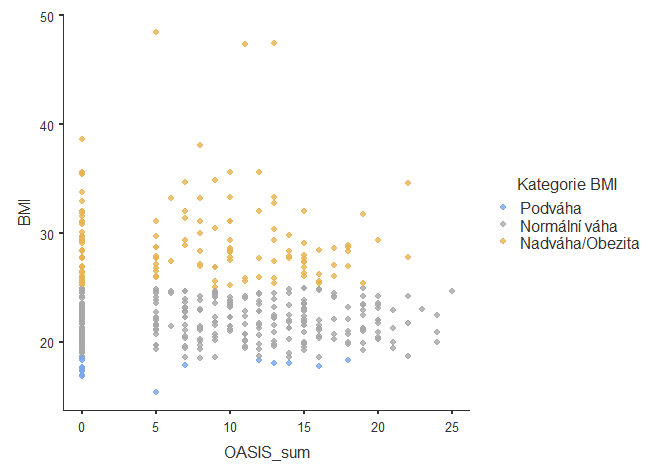 50
40
30
20
BMI
0 5 10 15 20 25
OASIS_sum
Kategorie BMI
Podváha
Normální váha
Nadváha/Obezita